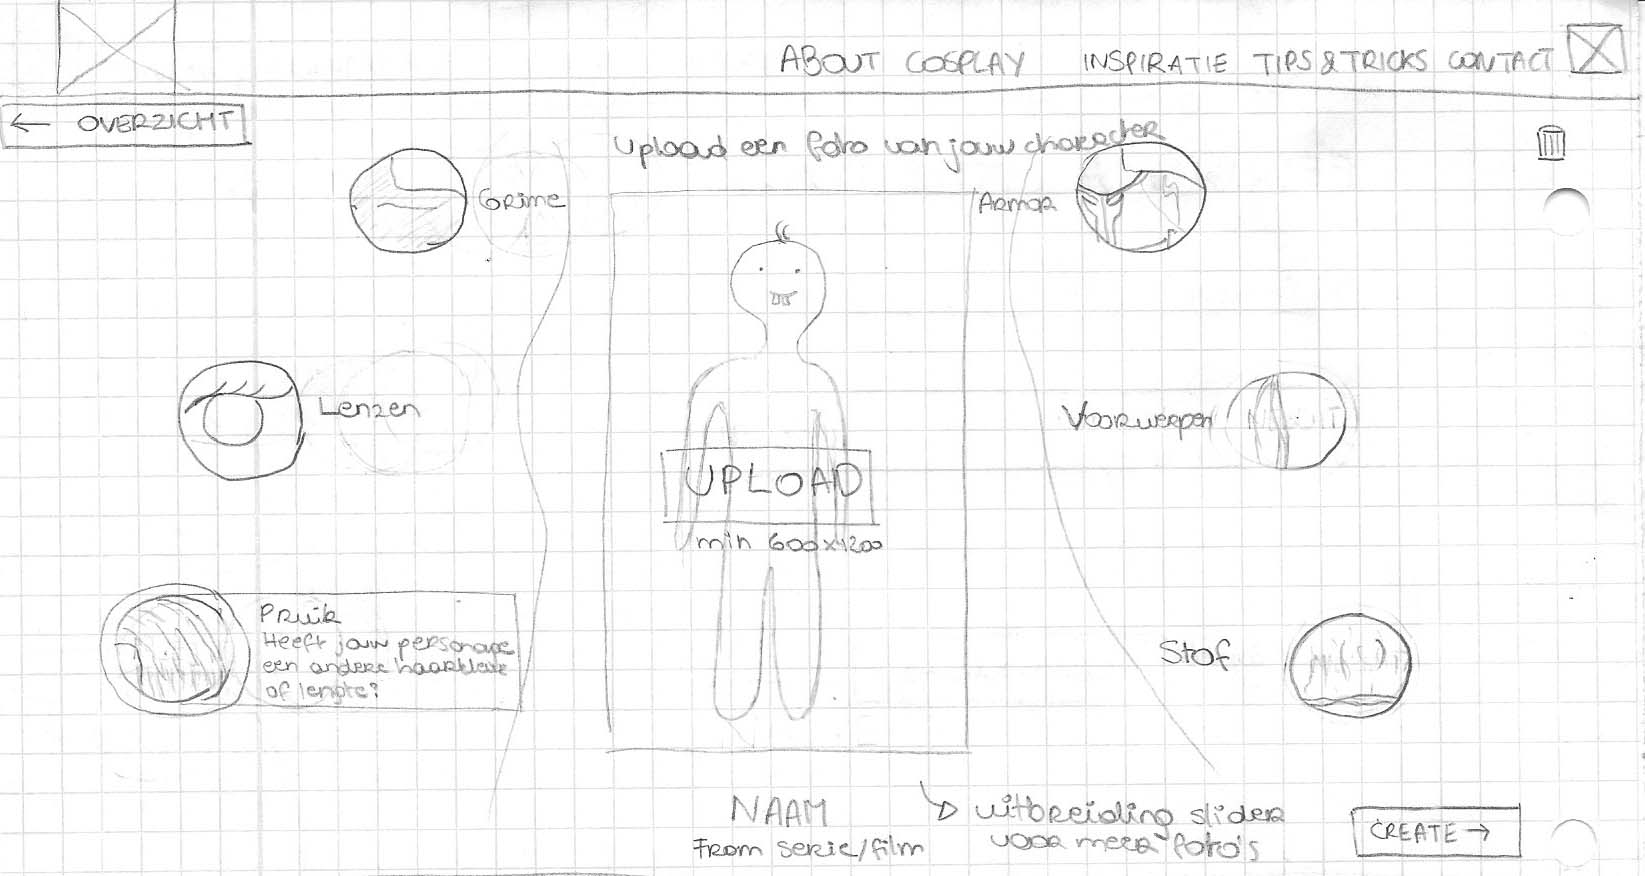 ABOUT COSPLAY INSPIRATIE TIPS & TRICKS CONTACT
← OVERZICHT
Upload een foto van jouw character
Grime
Armor
Lenzen
Voorwerpen
UPLOAD
min 600x1200
Pruik
Heeft jouw personage
een andere haarkleur
of lengte?
Stof
NAAM
From serie/film
uitbreiding slider
voor meer foto's
CREATE →